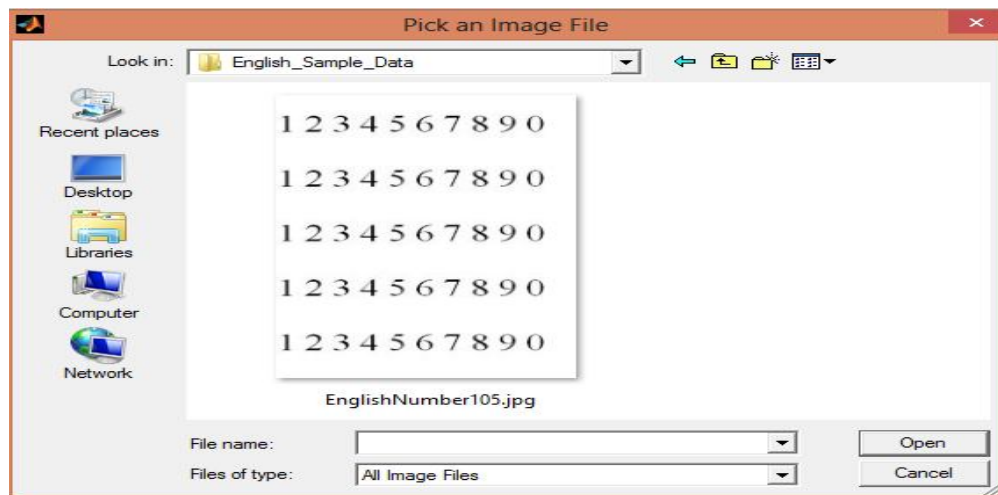 Pick an Image File
Look in: English_Sample_Data
Recent places
Desktop
Libraries
Computer
Network
1 2 3 4 5 6 7 8 9 0
1 2 3 4 5 6 7 8 9 0
1 2 3 4 5 6 7 8 9 0
1 2 3 4 5 6 7 8 9 0
1 2 3 4 5 6 7 8 9 0
EnglishNumber105.jpg
File name: Open
Files of type: All Image Files Cancel